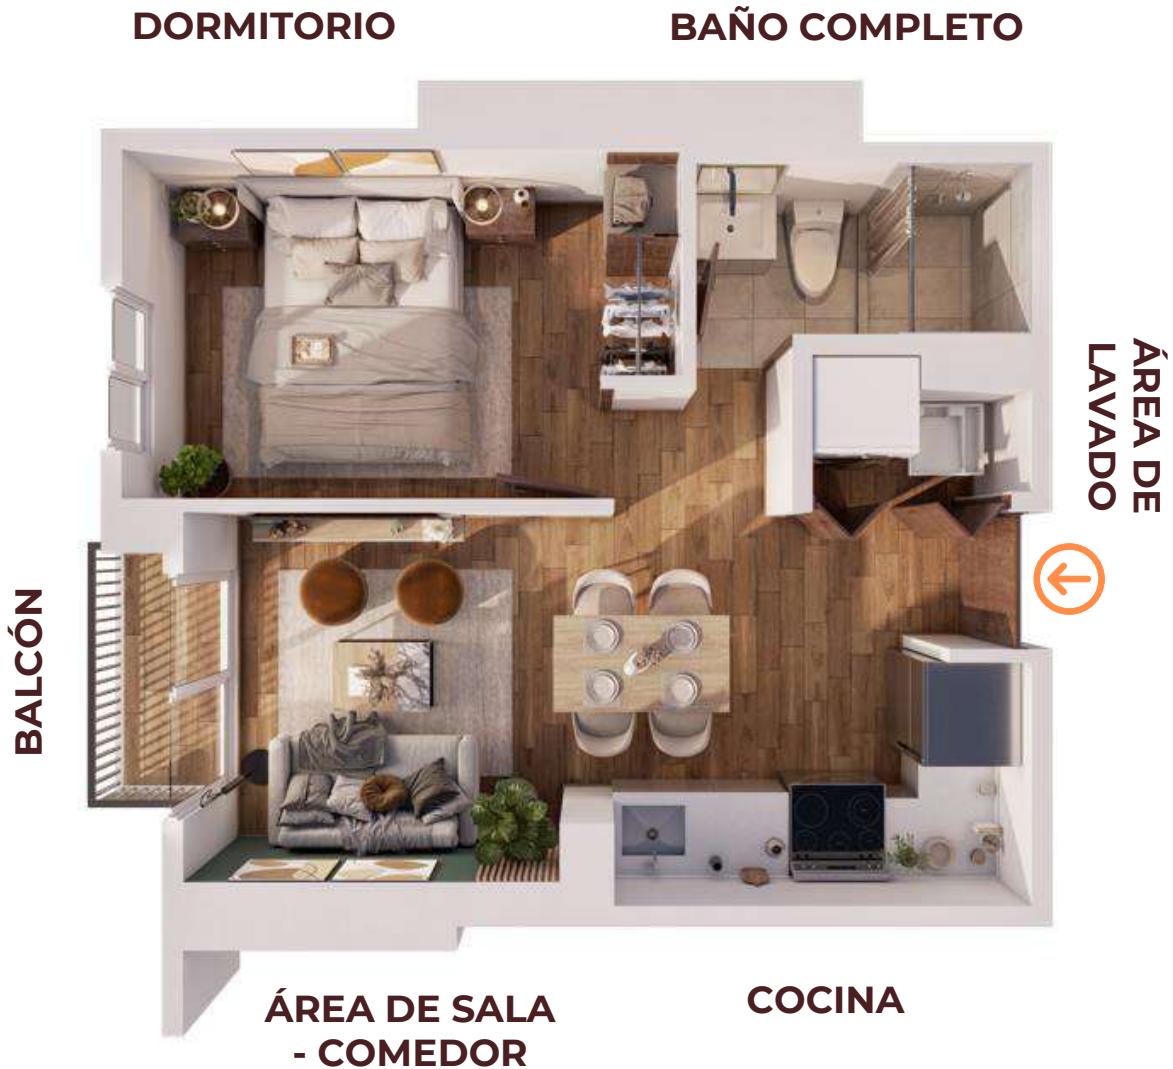 DORMITORIO
BAÑO COMPLETO
ÁREA DE
LAVADO
BALCÓN
ÁREA DE SALA
- COMEDOR
COCINA